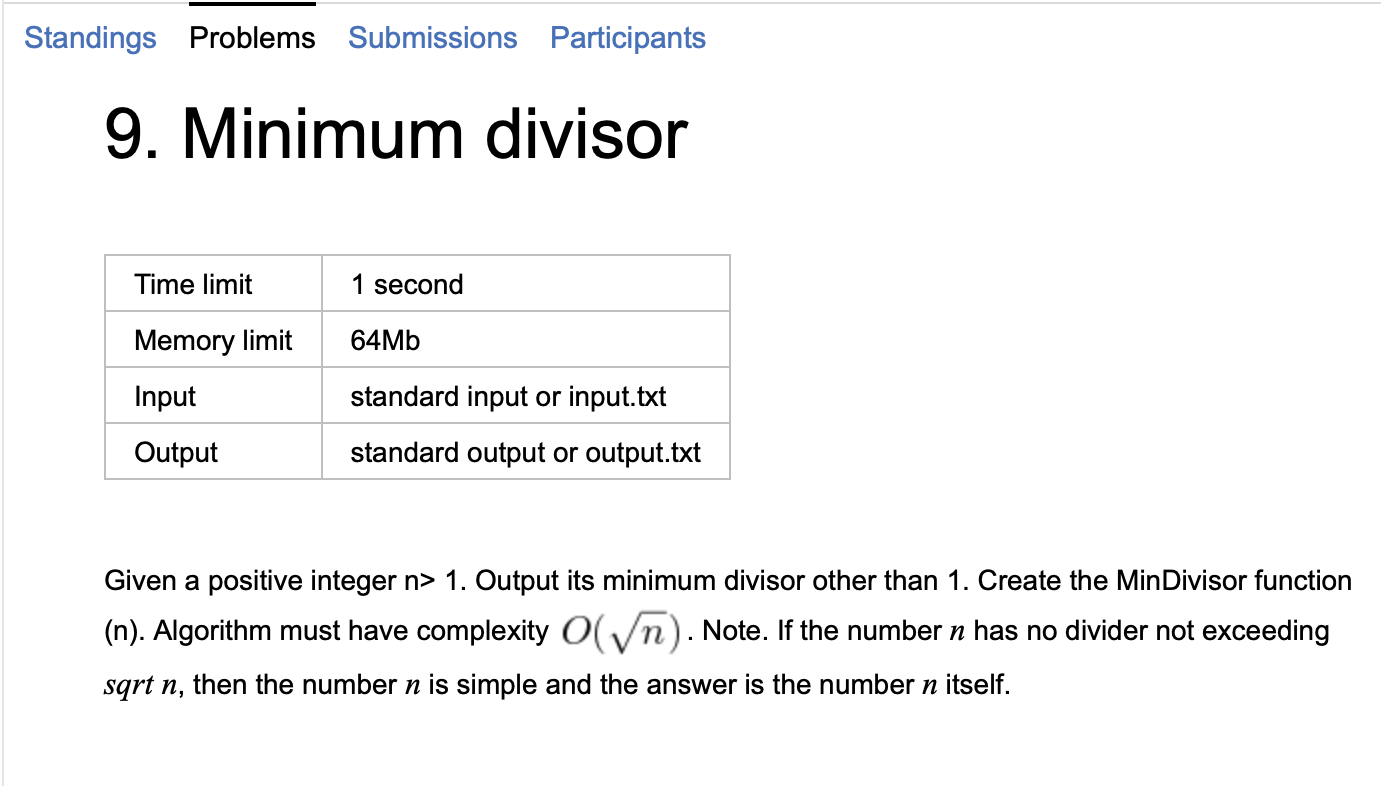 Standings Problems Submissions Participants
9. Minimum divisor
Time limit 1 second
Memory limit 64Mb
Input standard input or input.txt
Output standard output or output.txt
Given a positive integer n> 1. Output its minimum divisor other than 1. Create the MinDivisor function
(n). Algorithm must have complexity O(√n). Note. If the number n has no divider not exceeding
sqrt n, then the number n is simple and the answer is the number n itself.